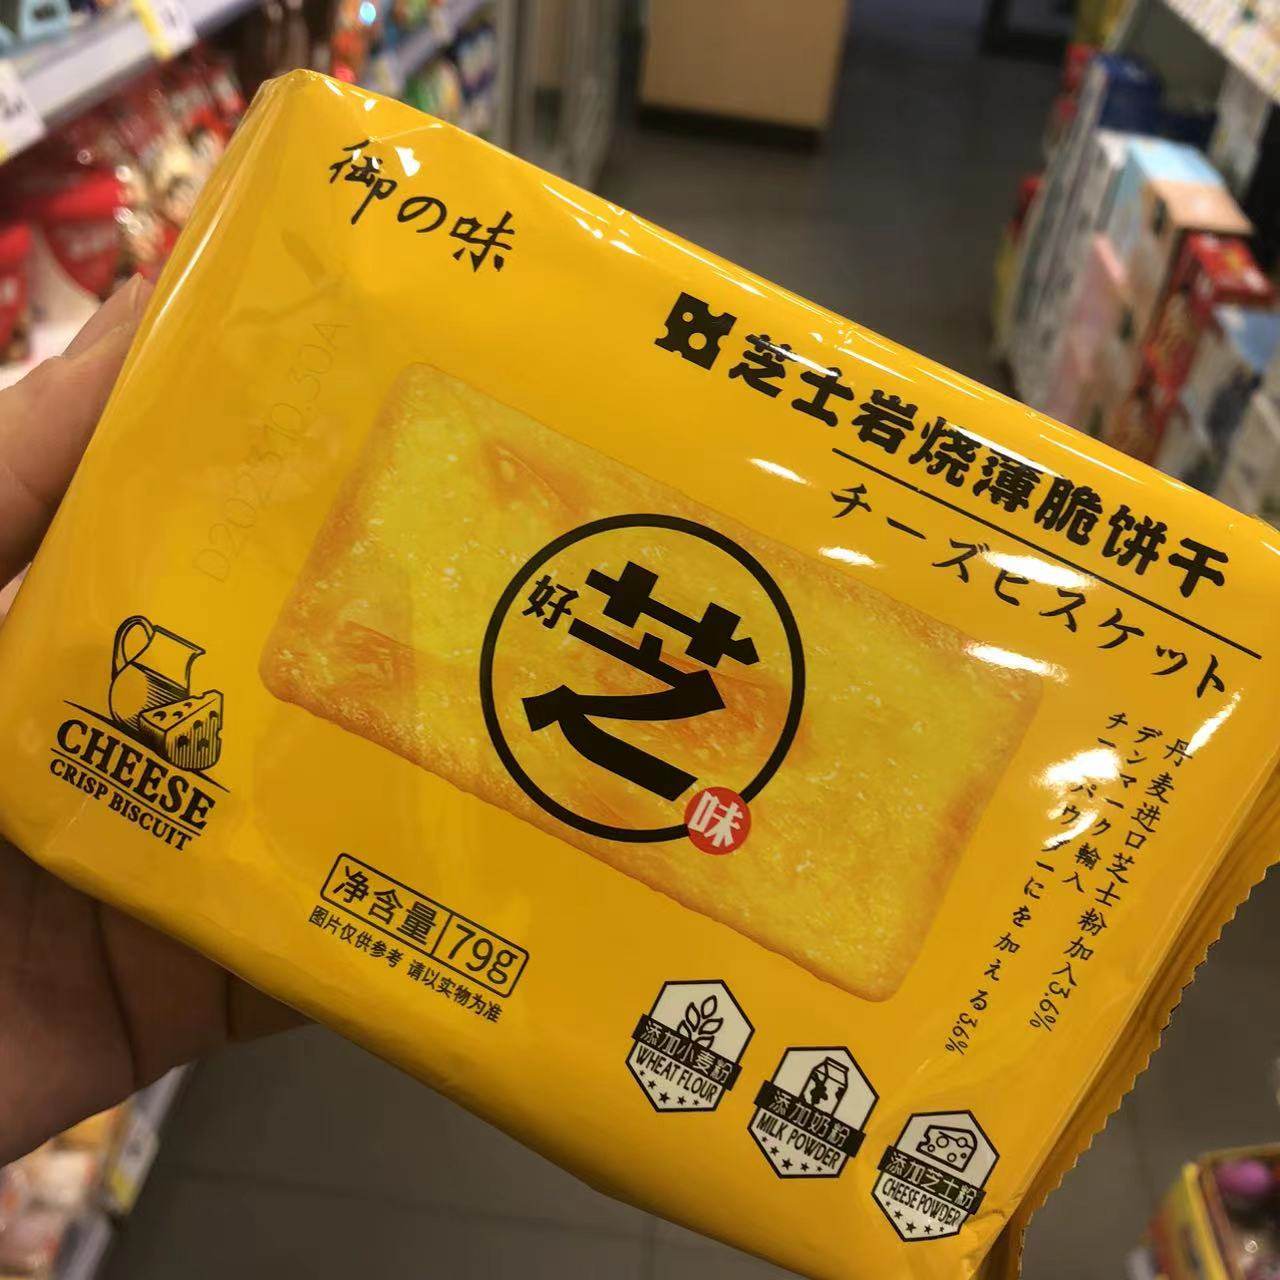 御の味
芝士岩烧薄脆饼干
チーズビスケット
D20231030A
好芝味
丹麦进口芝士粉加入3.6%
デンマーク輸入
チーズパウダーにを加える3.6%
CHEESE
CRISP BISCUIT
净含量 79g
图片仅供参考 请以实物为准
添加小麦粉
WHEAT FLOUR
添加奶粉
MILK POWDER
添加芝士粉
CHEESE POWDER